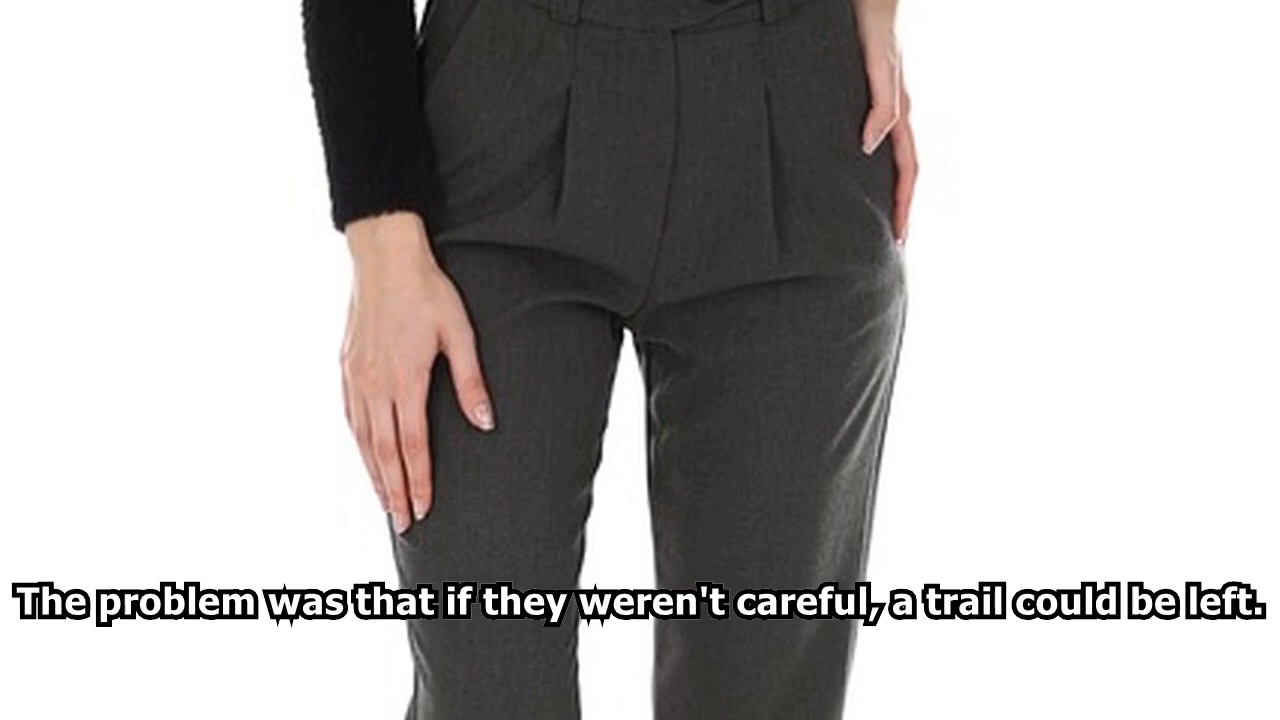 The problem was that if they weren't careful, a trail could be left.